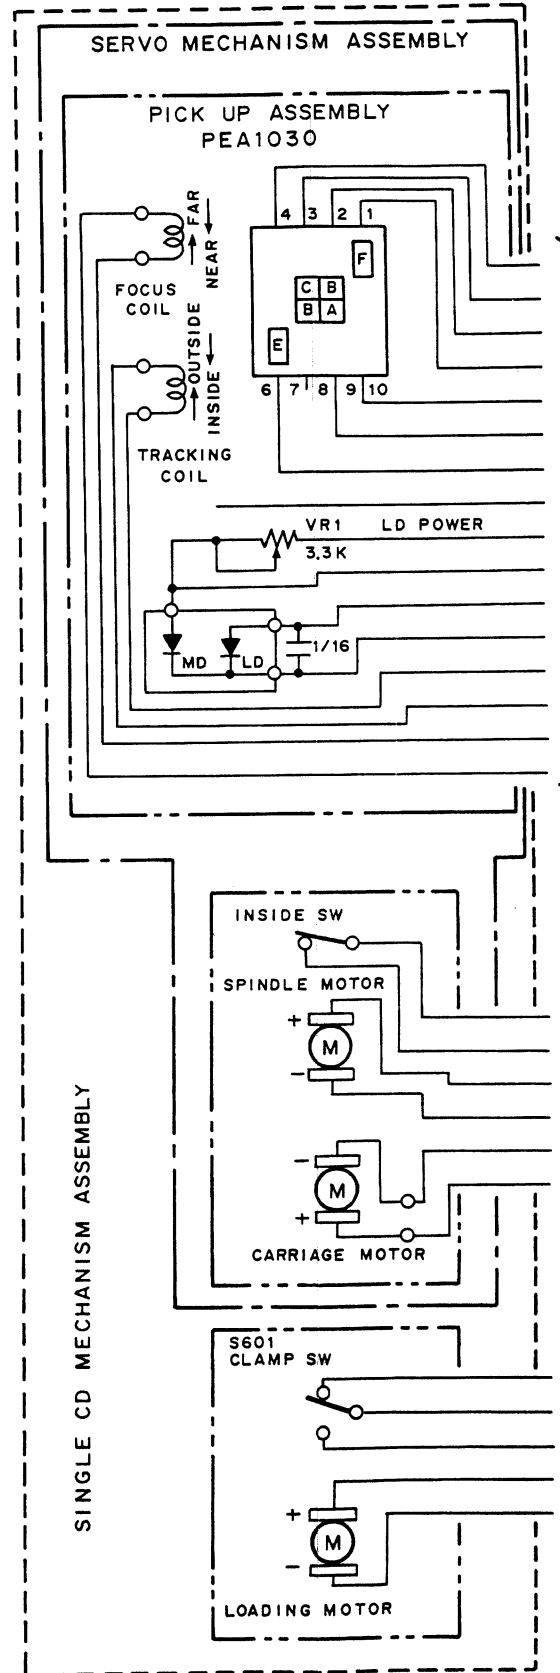 SERVO MECHANISM ASSEMBLY
PICK UP ASSEMBLY
PEA1030
FAR
NEAR
FOCUS
COIL
4 3 2 1
F
C B
B A
E
6 7 8 9 10
OUTSIDE
INSIDE
TRACKING
COIL
VR1 LD POWER
3.3K
MD
LD
1/16
INSIDE SW
SPINDLE MOTOR
+
M
-
-
M
+
CARRIAGE MOTOR
SINGLE CD MECHANISM ASSEMBLY
S601
CLAMP SW
+
M
-
LOADING MOTOR